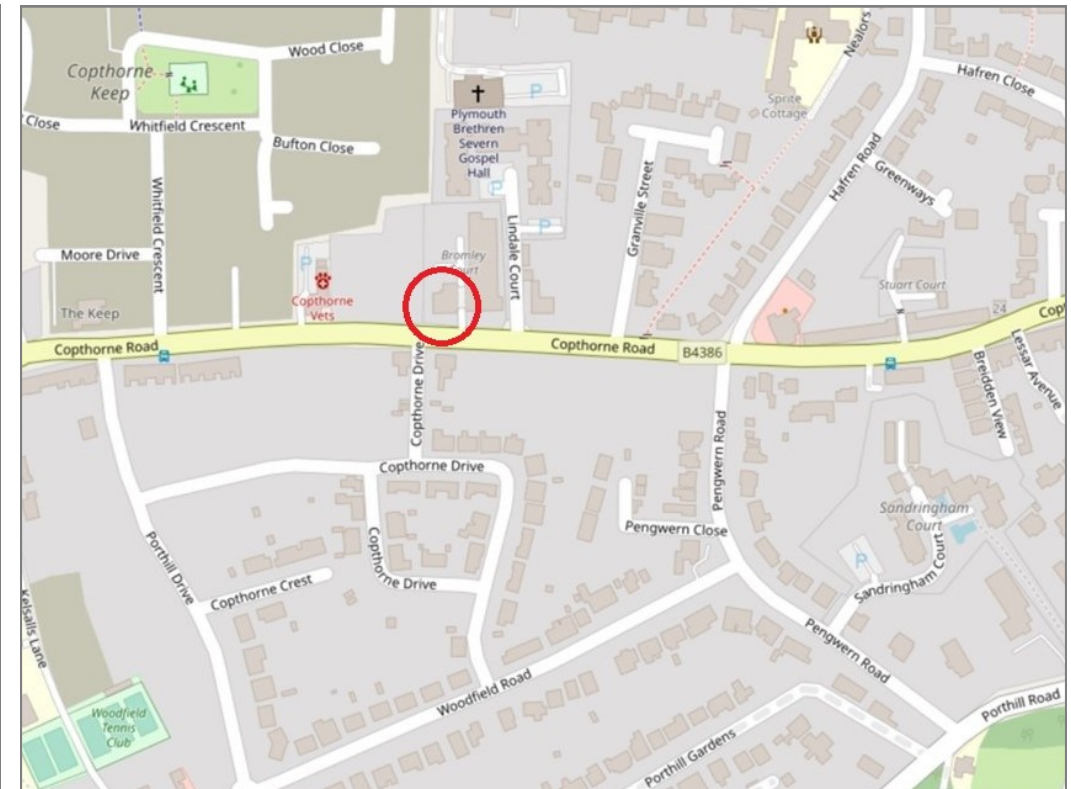 Wood Close
Copthorne
Keep
Close
Whitfield Crescent
Bufton Close
Whitfield Crescent
Moore Drive
The Keep
P
Copthorne
Vets
Plymouth
Brethren
Severn
Gospel
Hall
P
P
P
Lindale Court
Bromley
Court
Granville Street
Sprite
Cottage
Nealors
Hafren Close
Hafren Road
Greenways
Stuart Court
24
Copthorne Road
Copthorne Road
B4386
Copt
Copthorne Drive
Copthorne Drive
Copthorne Drive
Pengwern Road
Pengwern Close
Breidden View
Lessar Avenue
Sandringham
Court
P
Sandringham Court
Porthill Drive
Copthorne Crest
Kelsalls Lane
Woodfield
Tennis
Club
Woodfield Road
Pengwern Road
Porthill Road
Porthill Gardens